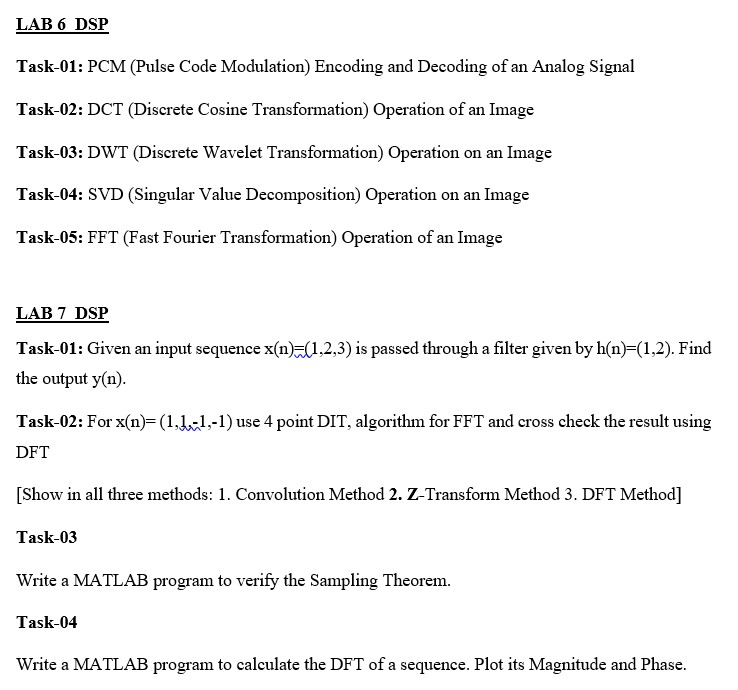 LAB 6 DSP
Task-01: PCM (Pulse Code Modulation) Encoding and Decoding of an Analog Signal
Task-02: DCT (Discrete Cosine Transformation) Operation of an Image
Task-03: DWT (Discrete Wavelet Transformation) Operation on an Image
Task-04: SVD (Singular Value Decomposition) Operation on an Image
Task-05: FFT (Fast Fourier Transformation) Operation of an Image
LAB 7 DSP
Task-01: Given an input sequence x(n)=(1,2,3) is passed through a filter given by h(n)=(1,2). Find
the output y(n).
Task-02: For x(n)= (1,1,-1,-1) use 4 point DIT, algorithm for FFT and cross check the result using
DFT
[Show in all three methods: 1. Convolution Method 2. Z-Transform Method 3. DFT Method]
Task-03
Write a MATLAB program to verify the Sampling Theorem.
Task-04
Write a MATLAB program to calculate the DFT of a sequence. Plot its Magnitude and Phase.